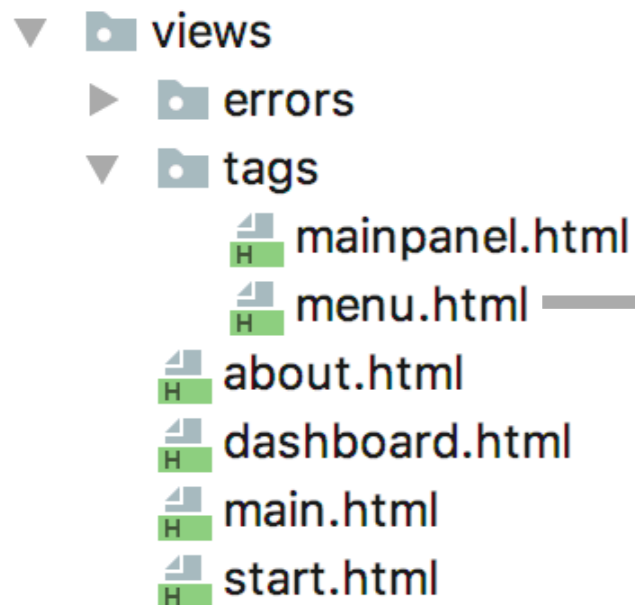 views
errors
tags
H mainpanel.html
H menu.html
H about.html
H dashboard.html
H main.html
H start.html